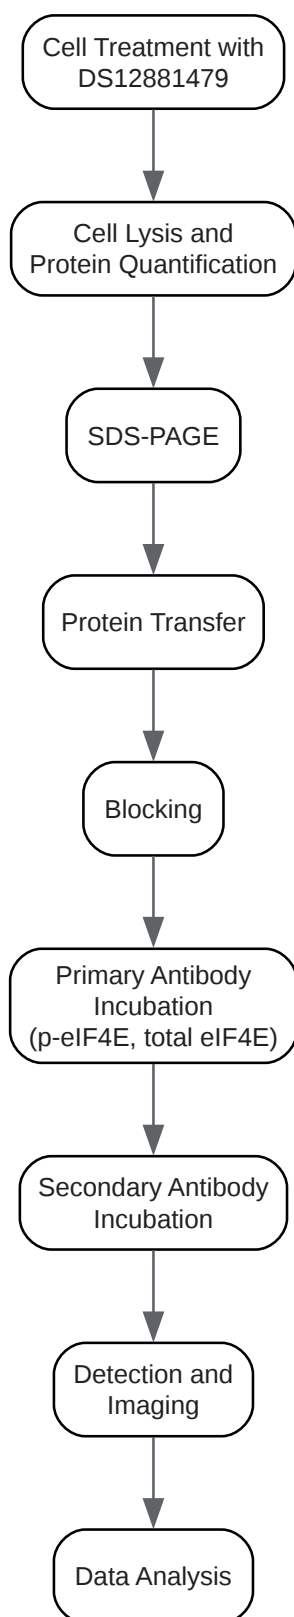 Cell Treatment with
DS12881479
Cell Lysis and
Protein Quantification
SDS-PAGE
Protein Transfer
Blocking
Primary Antibody
Incubation
(p-eIF4E, total eIF4E)
Secondary Antibody
Incubation
Detection and
Imaging
Data Analysis